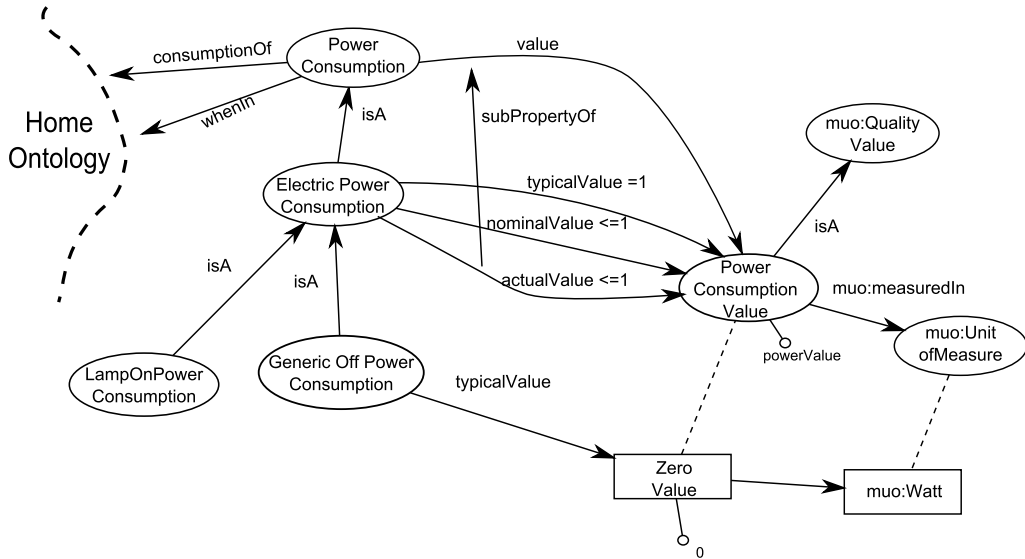 consumptionOf
Power
Consumption
value
whenIn
Home
Ontology
isA
subPropertyOf
muo:Quality
Value
Electric Power
Consumption
typicalValue =1
nominalValue <=1
actualValue <=1
isA
isA
isA
Power
Consumption
Value
muo:measuredIn
powerValue
muo:Unit
ofMeasure
LampOnPower
Consumption
Generic Off Power
Consumption
typicalValue
Zero
Value
muo:Watt
0